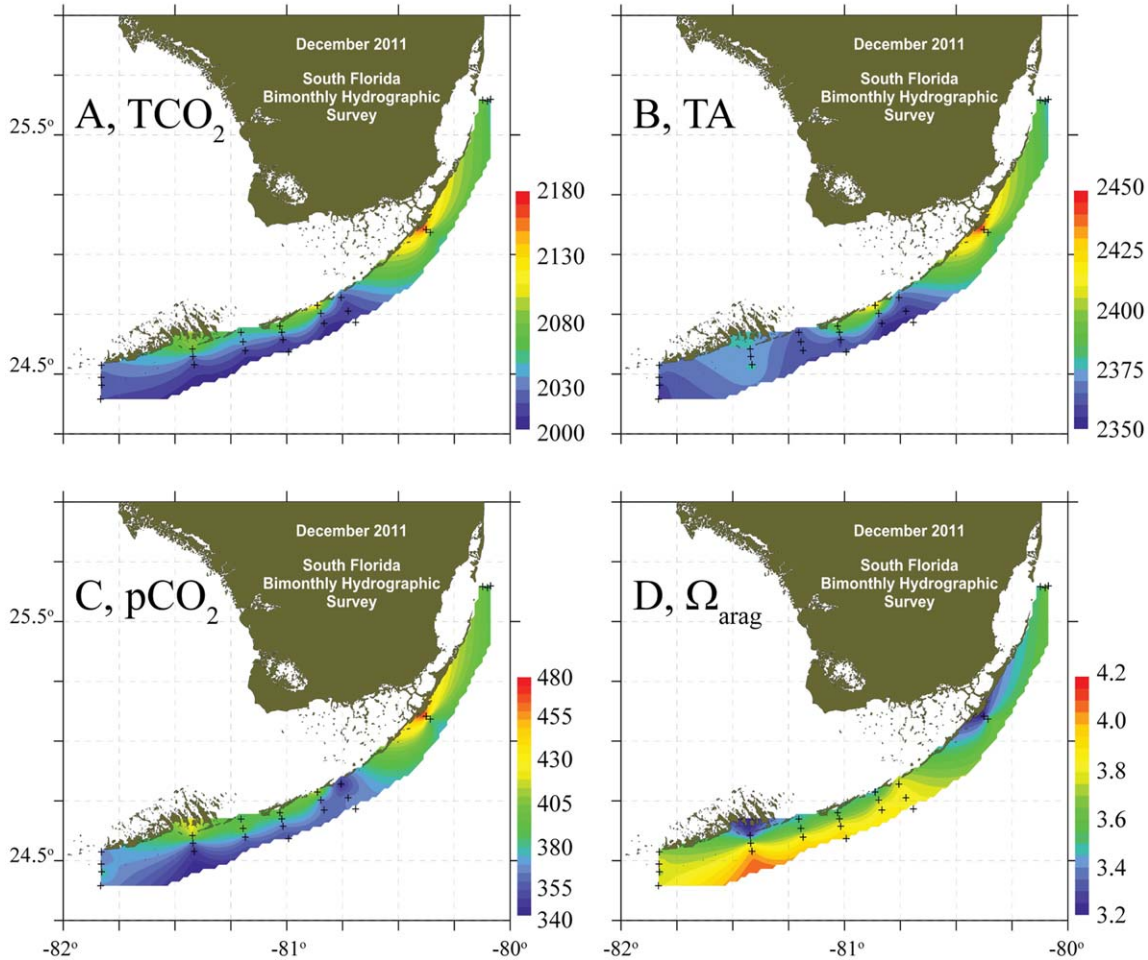 December 2011
South Florida
Bimonthly Hydrographic
Survey
A, TCO₂
25.5°
24.5°
2180
2130
2080
2030
2000
December 2011
South Florida
Bimonthly Hydrographic
Survey
B, TA
2450
2425
2400
2375
2350
December 2011
South Florida
Bimonthly Hydrographic
Survey
C, pCO₂
25.5°
24.5°
480
455
430
405
380
355
340
-82° -81° -80°
December 2011
South Florida
Bimonthly Hydrographic
Survey
D, Ωarag
4.2
4.0
3.8
3.6
3.4
3.2
-82° -81° -80°